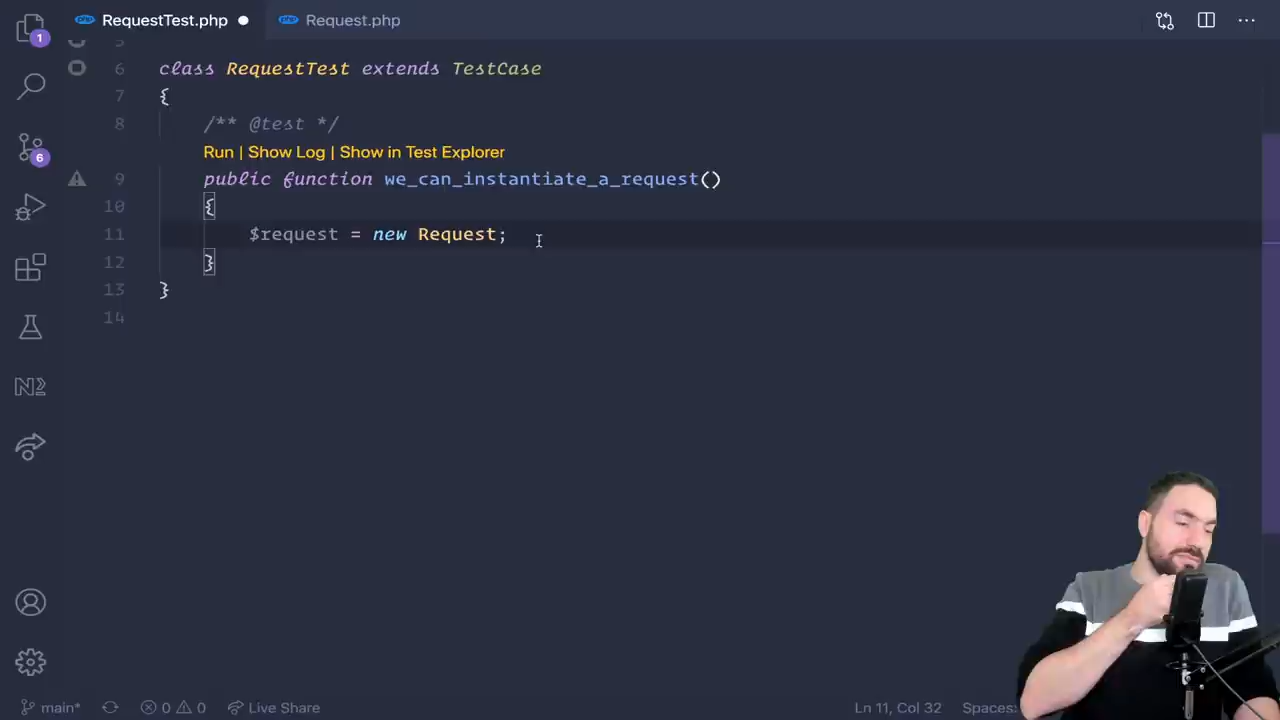 RequestTest.php
Request.php
5
6 class RequestTest extends TestCase
7 {
8 /** @test */
Run | Show Log | Show in Test Explorer
9 public function we_can_instantiate_a_request()
10 {
11 $request = new Request;
12 }
13 }
14
1
6
main*
0 0
Live Share
Ln 11, Col 32
Spaces: